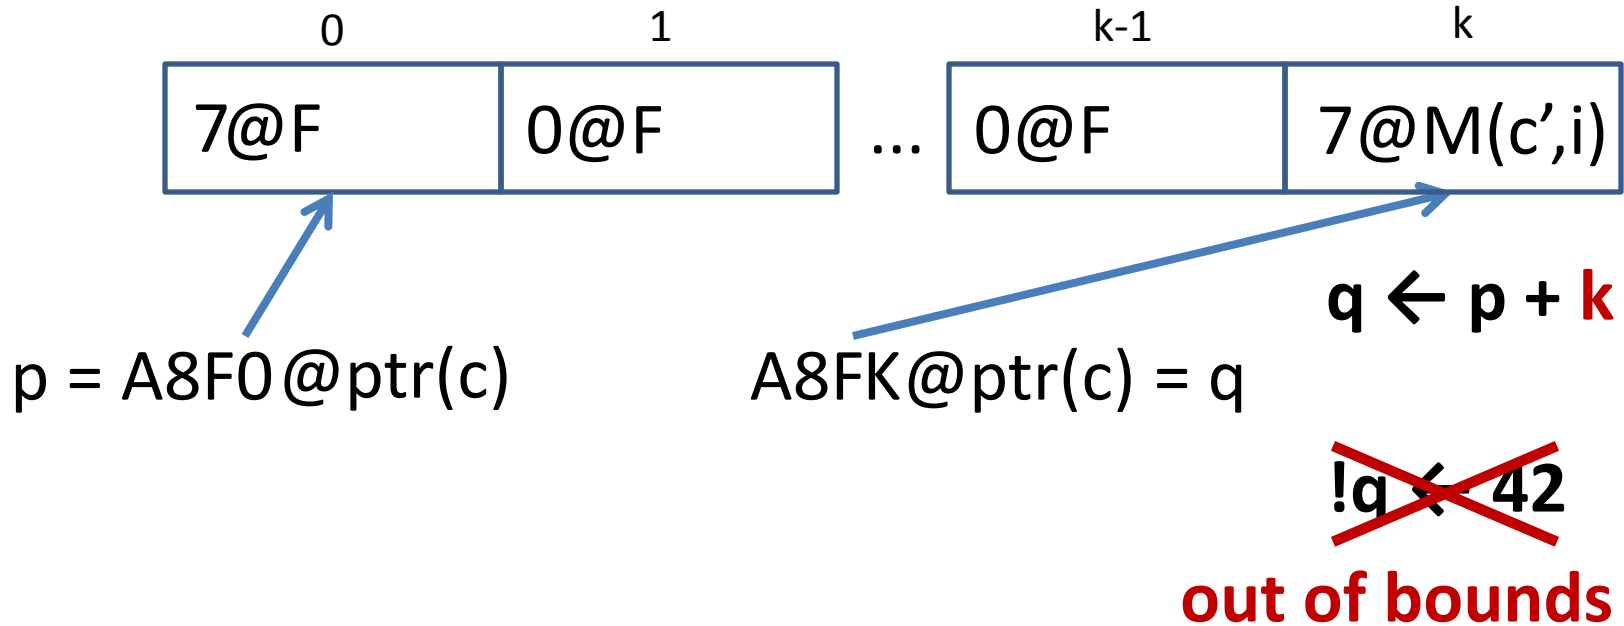 0 1 k-1 k
7@F 0@F ... 0@F 7@M(c’,i)
q ← p + k
p = A8F0@ptr(c) A8FK@ptr(c) = q
!q ← 42
out of bounds